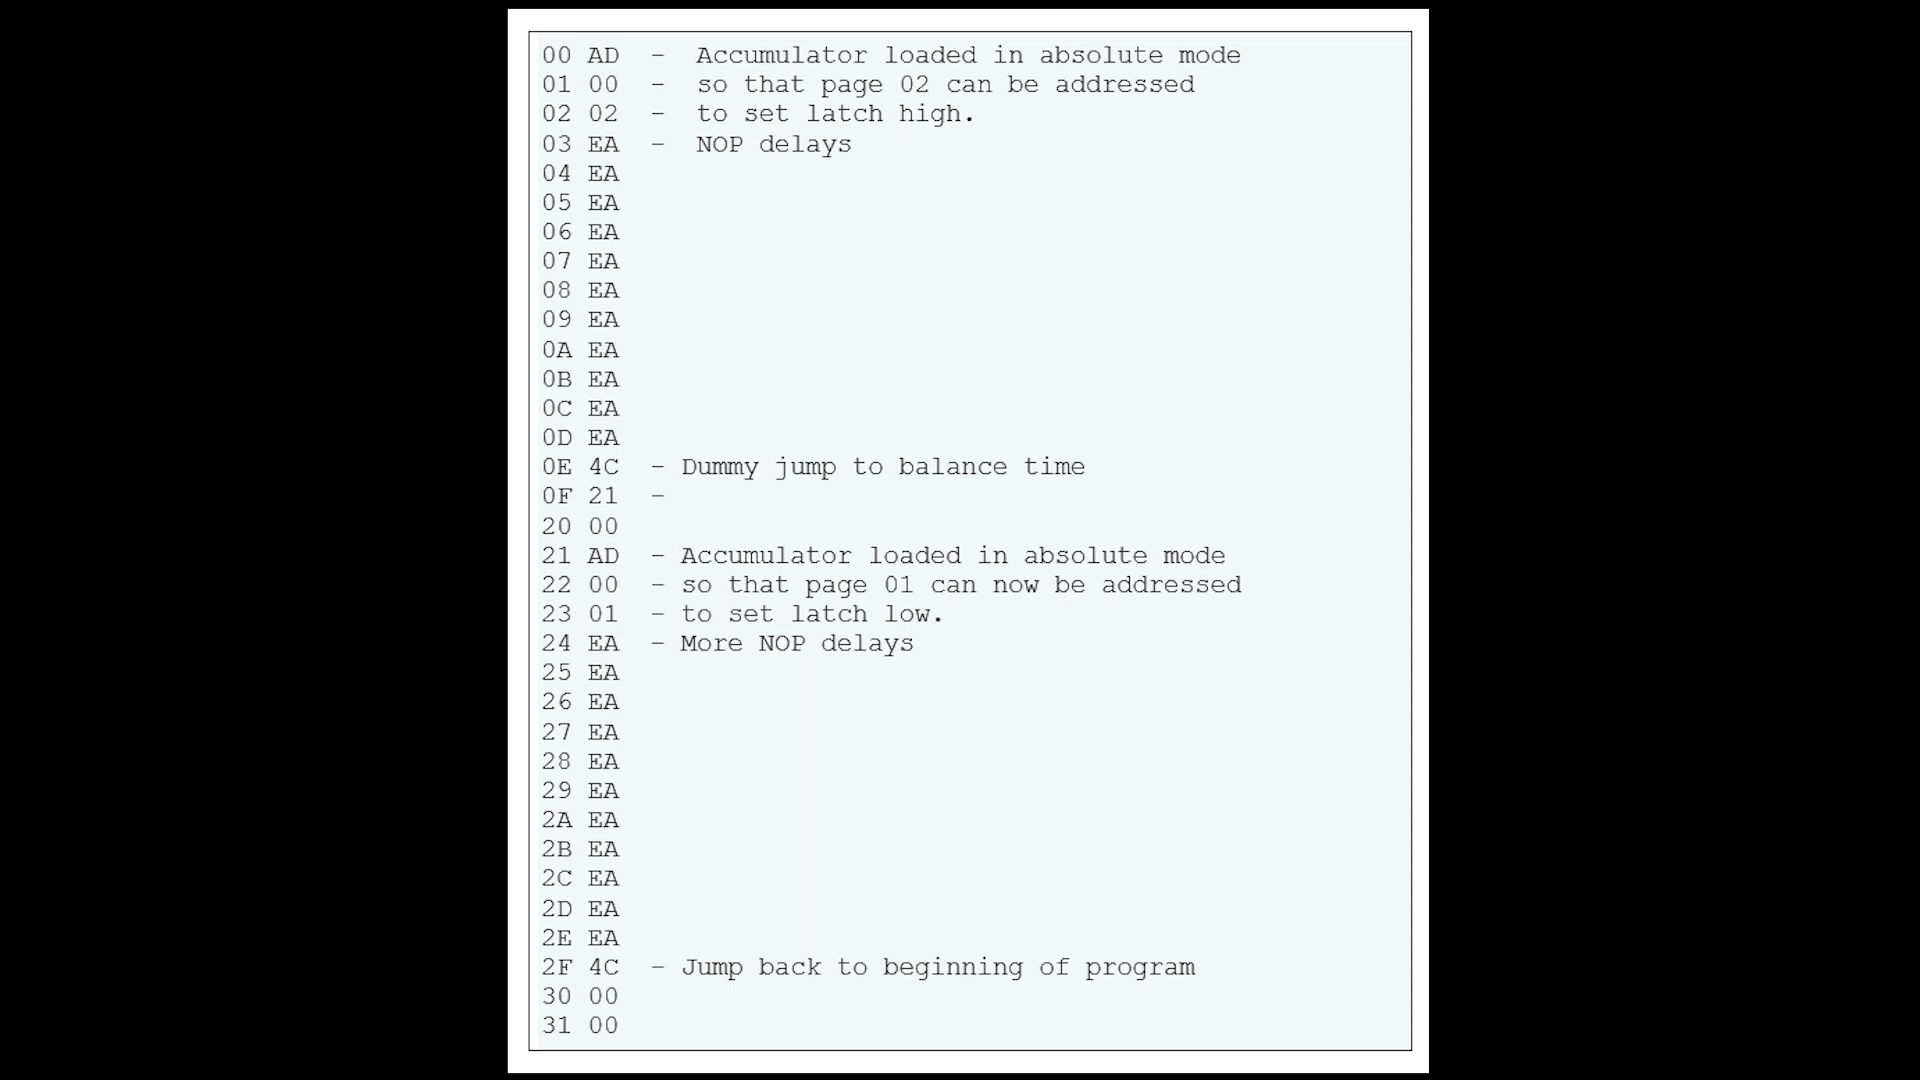 00 AD - Accumulator loaded in absolute mode
01 00 - so that page 02 can be addressed
02 02 - to set latch high.
03 EA - NOP delays
04 EA
05 EA
06 EA
07 EA
08 EA
09 EA
0A EA
0B EA
0C EA
0D EA
0E 4C - Dummy jump to balance time
0F 21 -
20 00
21 AD - Accumulator loaded in absolute mode
22 00 - so that page 01 can now be addressed
23 01 - to set latch low.
24 EA - More NOP delays
25 EA
26 EA
27 EA
28 EA
29 EA
2A EA
2B EA
2C EA
2D EA
2E EA
2F 4C - Jump back to beginning of program
30 00
31 00